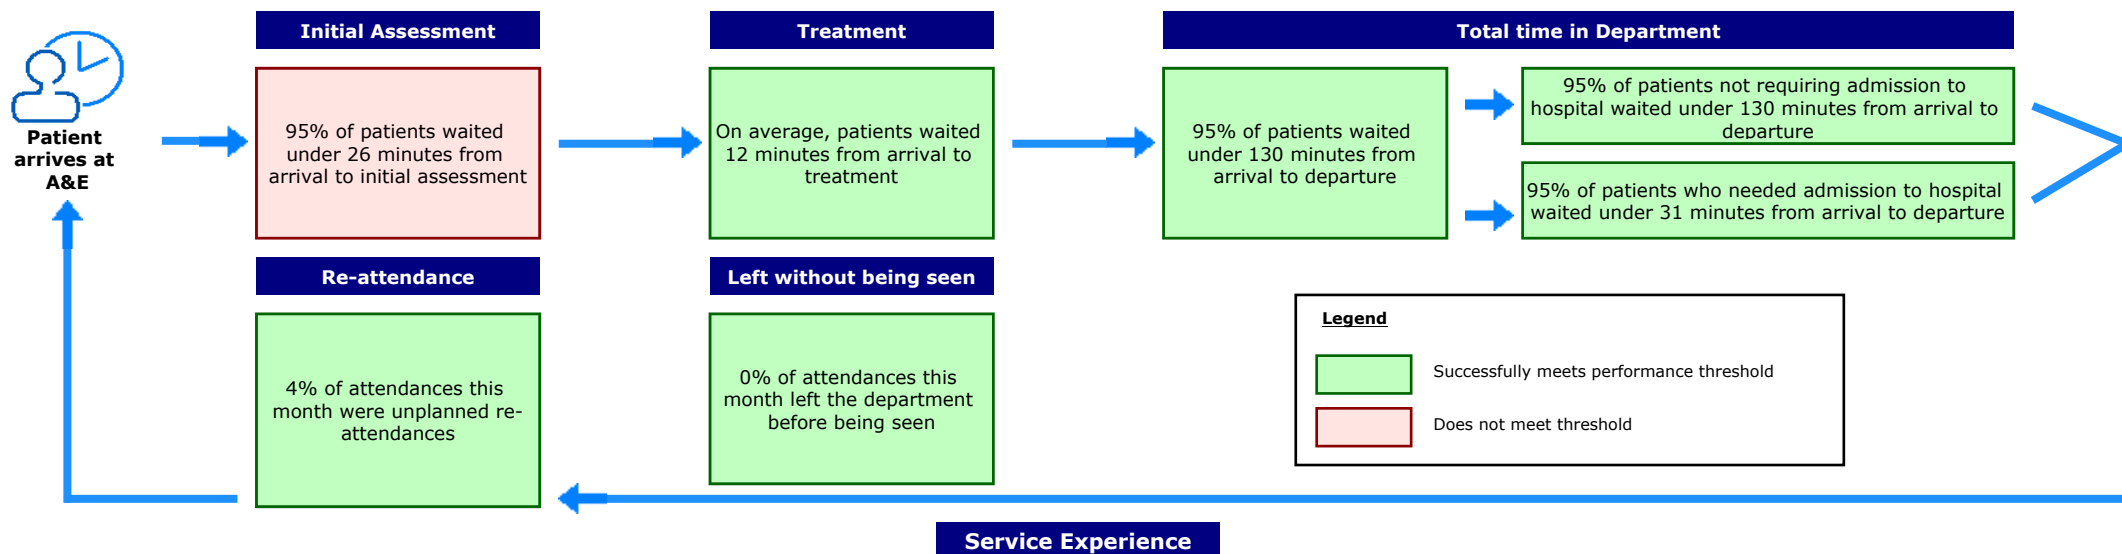 Initial Assessment
Treatment
Total time in Department
Patient
arrives at
A&E
95% of patients waited
under 26 minutes from
arrival to initial assessment
On average, patients waited
12 minutes from arrival to
treatment
95% of patients waited
under 130 minutes from
arrival to departure
95% of patients not requiring admission to
hospital waited under 130 minutes from arrival to
departure
95% of patients who needed admission to hospital
waited under 31 minutes from arrival to departure
Re-attendance
Left without being seen
4% of attendances this
month were unplanned re-
attendances
0% of attendances this
month left the department
before being seen
Legend
Successfully meets performance threshold
Does not meet threshold
Service Experience